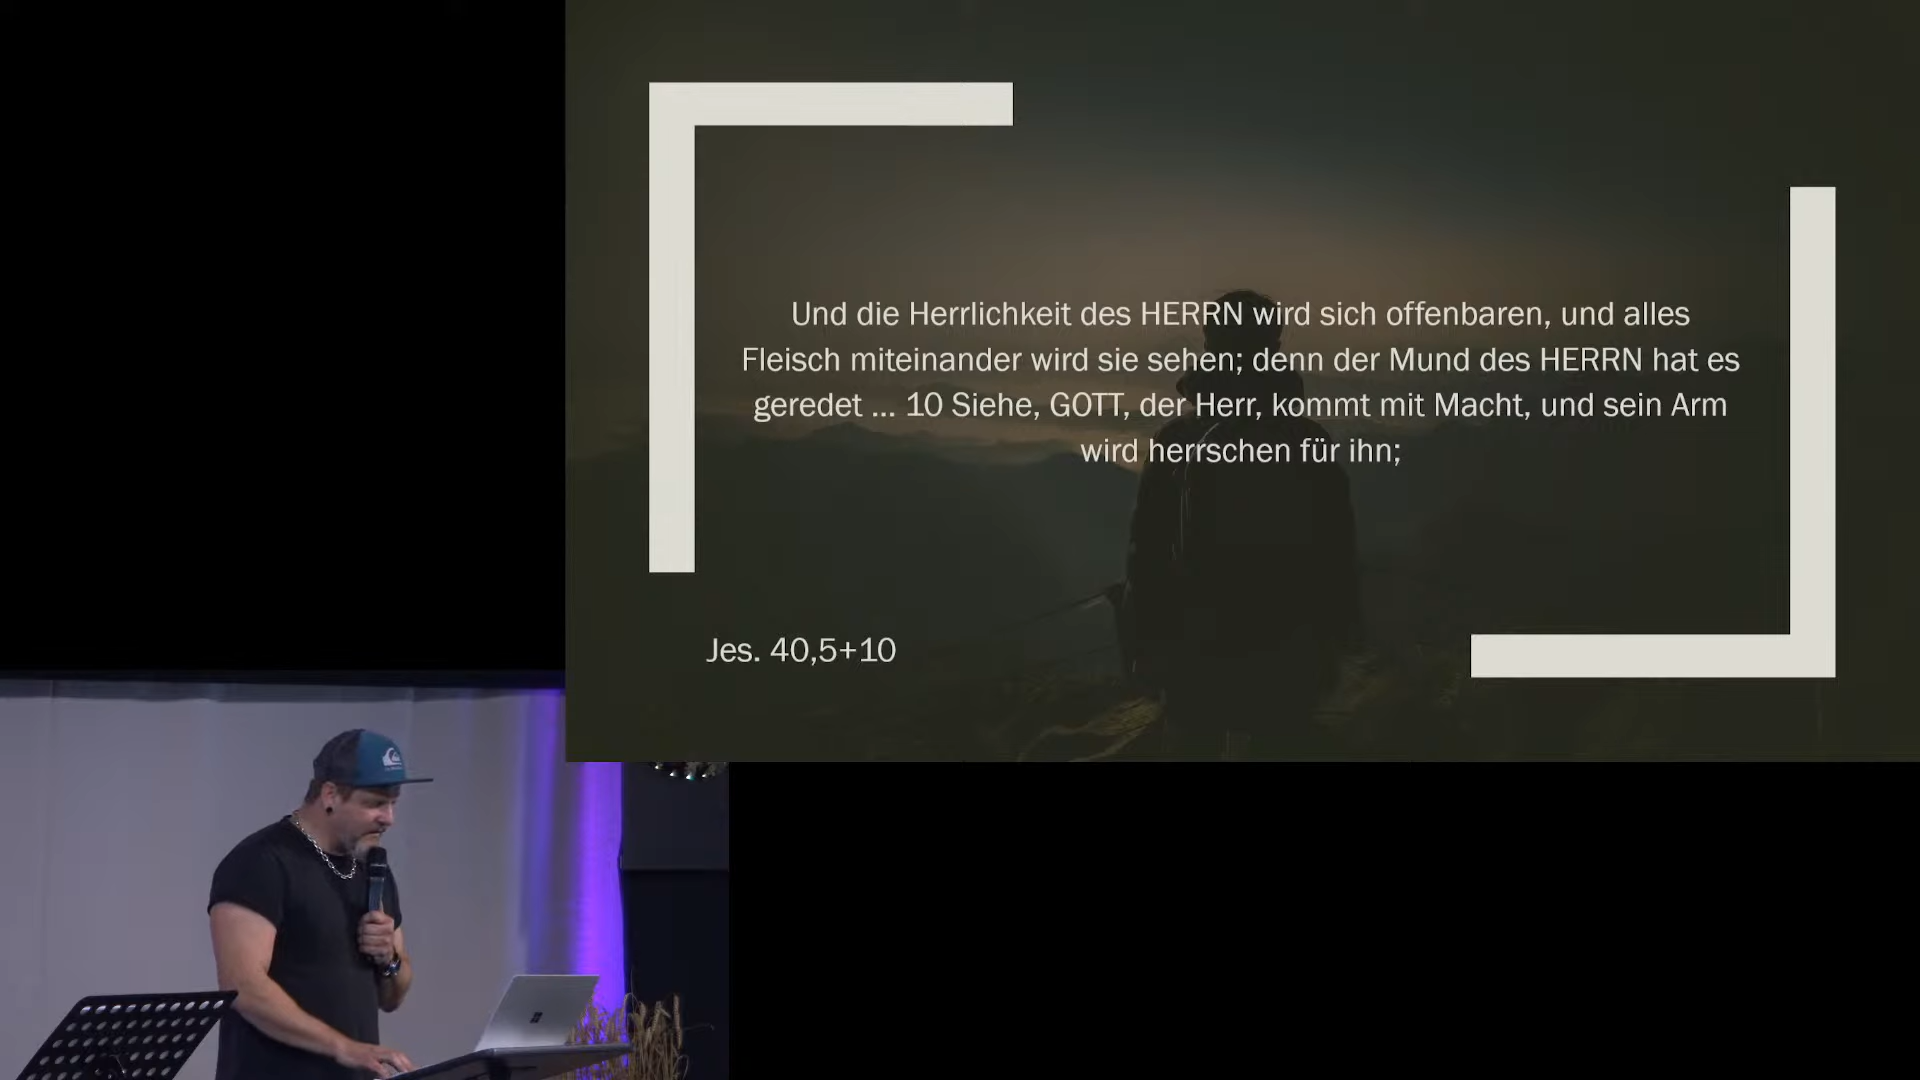 Und die Herrlichkeit des HERRN wird sich offenbaren, und alles
Fleisch miteinander wird sie sehen; denn der Mund des HERRN hat es
geredet ... 10 Siehe, GOTT, der Herr, kommt mit Macht, und sein Arm
wird herrschen für ihn;
Jes. 40,5+10